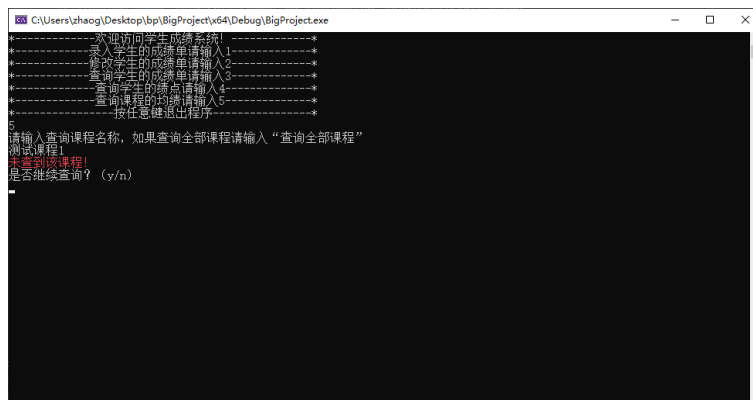 C:\Users\zhaog\Desktop\bp\BigProject\x64\Debug\BigProject.exe
*-------------欢迎访问学生成绩系统! -------------*
*------------录入学生的成绩单请输入1-------------*
*------------修改学生的成绩单请输入2-------------*
*------------查询学生的成绩单请输入3-------------*
*-------------查询学生的绩点请输入4--------------*
*-------------查询课程的均绩请输入5--------------*
*----------------按任意键退出程序----------------*
5
请输入查询课程名称，如果查询全部课程请输入“查询全部课程”
测试课程1
未查到该课程!
是否继续查询？（y/n）